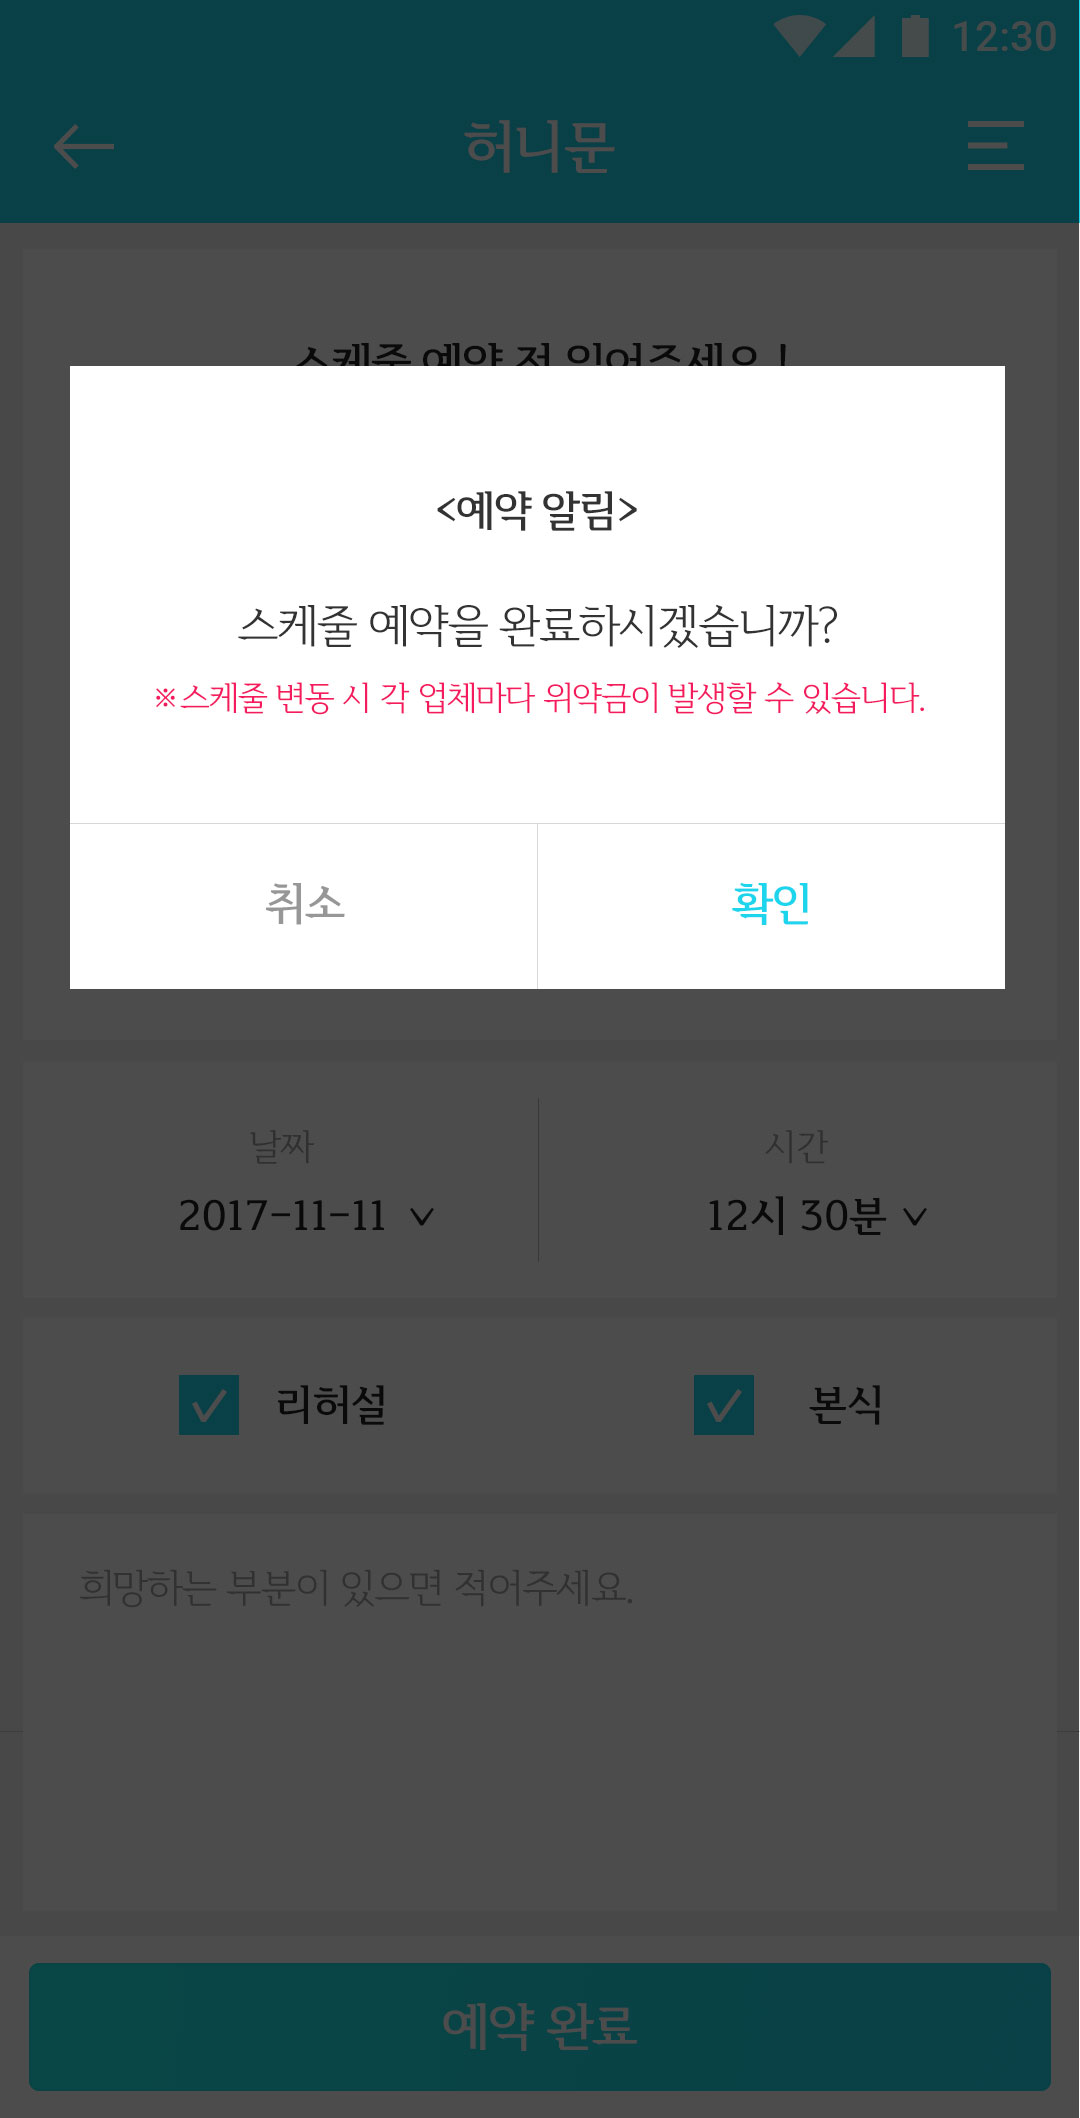 12:30
허니문
스케줄 예약 전 읽어주세요!
<예약 알림>
스케줄 예약을 완료하시겠습니까?
※스케줄 변동 시 각 업체마다 위약금이 발생할 수 있습니다.
취소 확인
날짜 시간
2017-11-11 12시 30분
리허설 본식
희망하는 부분이 있으면 적어주세요.
예약 완료